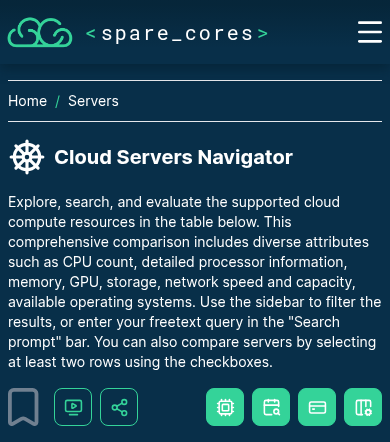 <spare_cores>
Home / Servers
Cloud Servers Navigator
Explore, search, and evaluate the supported cloud
compute resources in the table below. This
comprehensive comparison includes diverse attributes
such as CPU count, detailed processor information,
memory, GPU, storage, network speed and capacity,
available operating systems. Use the sidebar to filter the
results, or enter your freetext query in the "Search
prompt" bar. You can also compare servers by selecting
at least two rows using the checkboxes.